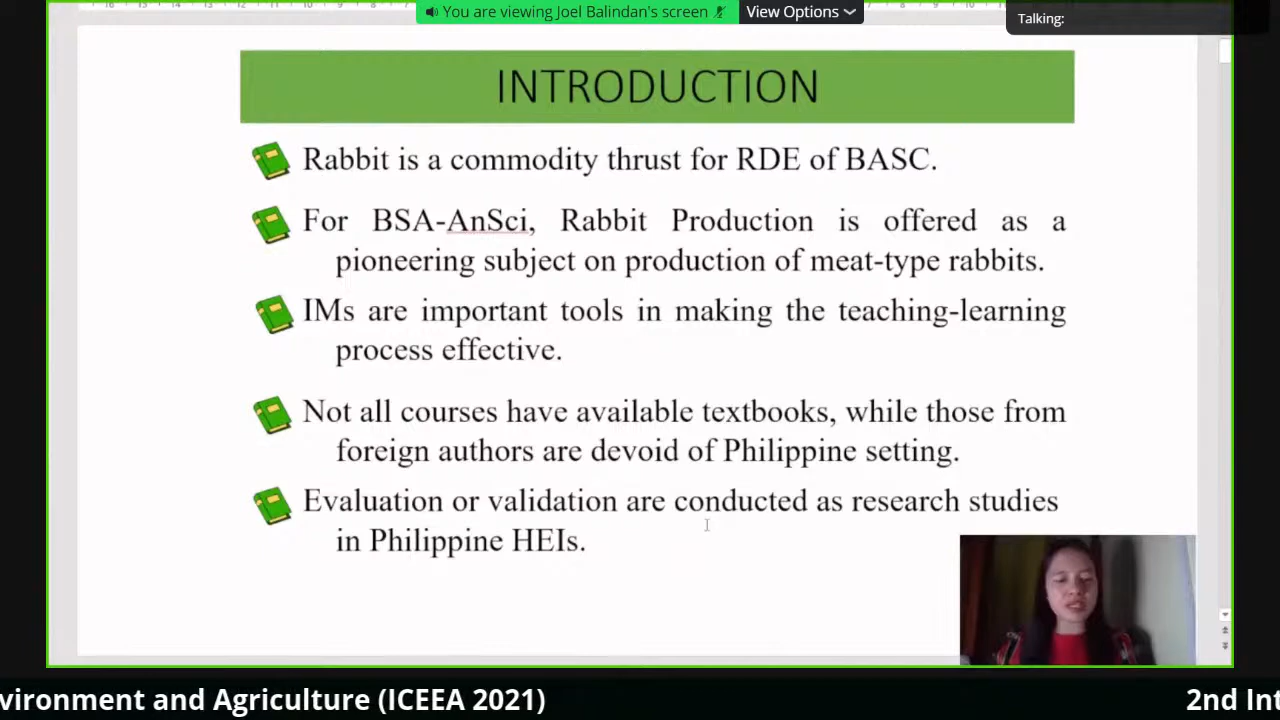 You are viewing Joel Balindan's screen
View Options
Talking:
INTRODUCTION
Rabbit is a commodity thrust for RDE of BASC.
For BSA-AnSci, Rabbit Production is offered as a
pioneering subject on production of meat-type rabbits.
IMs are important tools in making the teaching-learning
process effective.
Not all courses have available textbooks, while those from
foreign authors are devoid of Philippine setting.
Evaluation or validation are conducted as research studies
in Philippine HEIs.
vironment and Agriculture (ICEEA 2021)
2nd Int